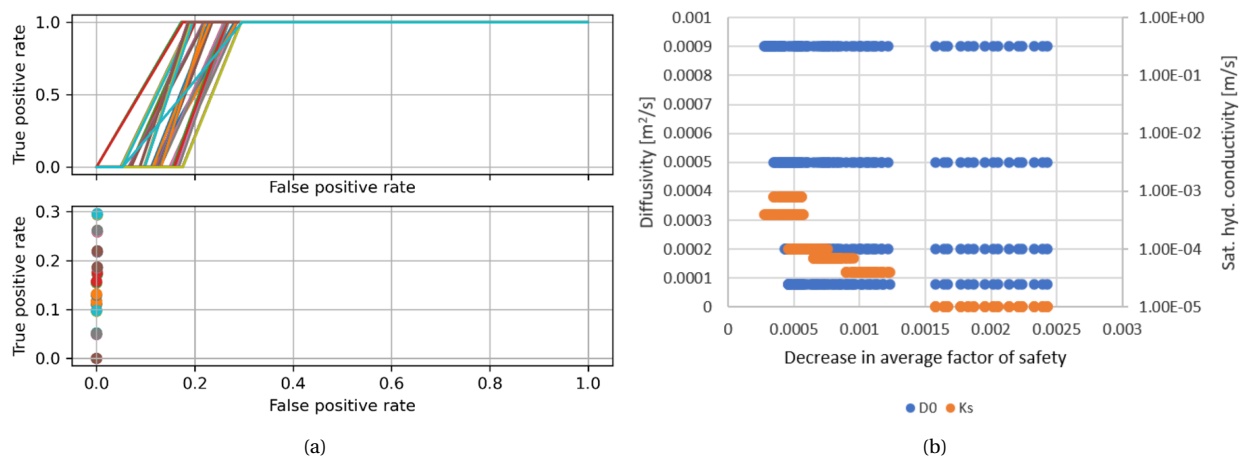 1.0
0.5
0.0
True positive rate
False positive rate
0.3
0.2
0.1
0.0
True positive rate
0.0 0.2 0.4 0.6 0.8 1.0
False positive rate
(a)
0.001
0.0009
0.0008
0.0007
0.0006
0.0005
0.0004
0.0003
0.0002
0.0001
0
Diffusivity [m²/s]
1.00E+00
1.00E-01
1.00E-02
1.00E-03
1.00E-04
1.00E-05
Sat. hyd. conductivity [m/s]
0 0.0005 0.001 0.0015 0.002 0.0025 0.003
Decrease in average factor of safety
D0 Ks
(b)